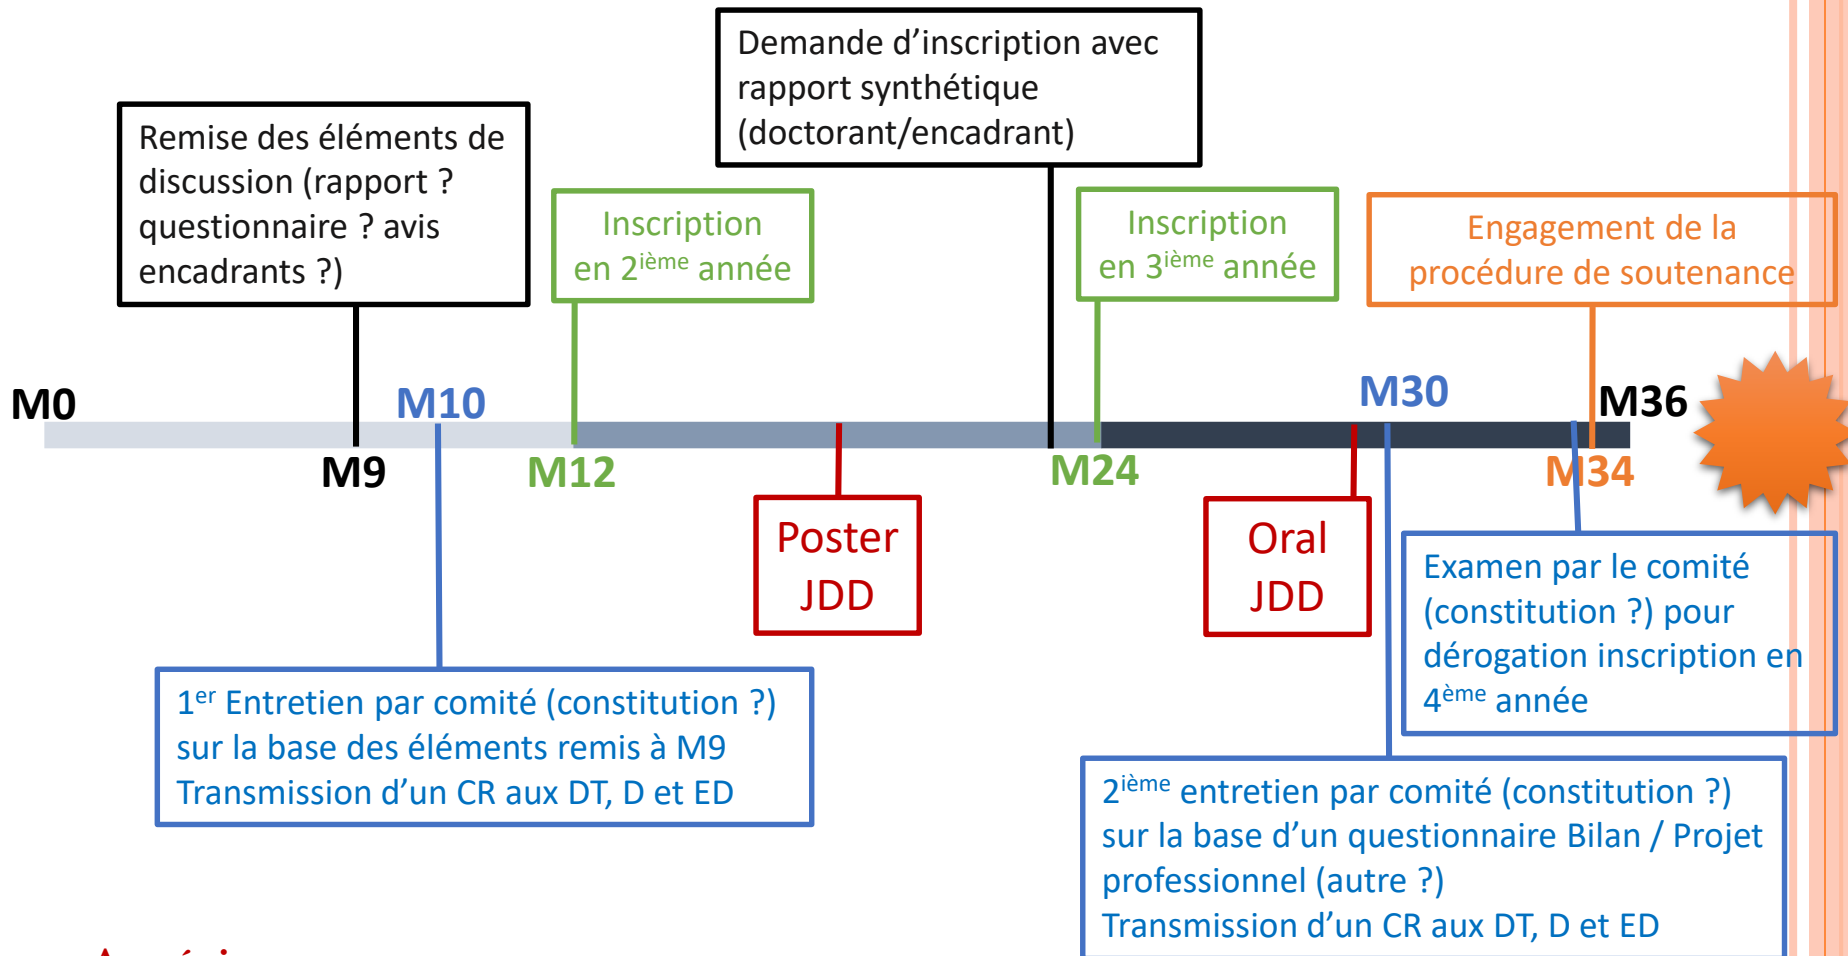 Demande d’inscription avec
rapport synthétique
(doctorant/encadrant)
Remise des éléments de
discussion (rapport ?
questionnaire ? avis
encadrants ?)
Inscription
en 2ième année
Inscription
en 3ième année
Engagement de la
procédure de soutenance
M0
M10
M30
M36
M9
M12
M24
M34
Poster
JDD
Oral
JDD
Examen par le comité
(constitution ?) pour
dérogation inscription en
4ème année
1er Entretien par comité (constitution ?)
sur la base des éléments remis à M9
Transmission d’un CR aux DT, D et ED
2ième entretien par comité (constitution ?)
sur la base d’un questionnaire Bilan / Projet
professionnel (autre ?)
Transmission d’un CR aux DT, D et ED